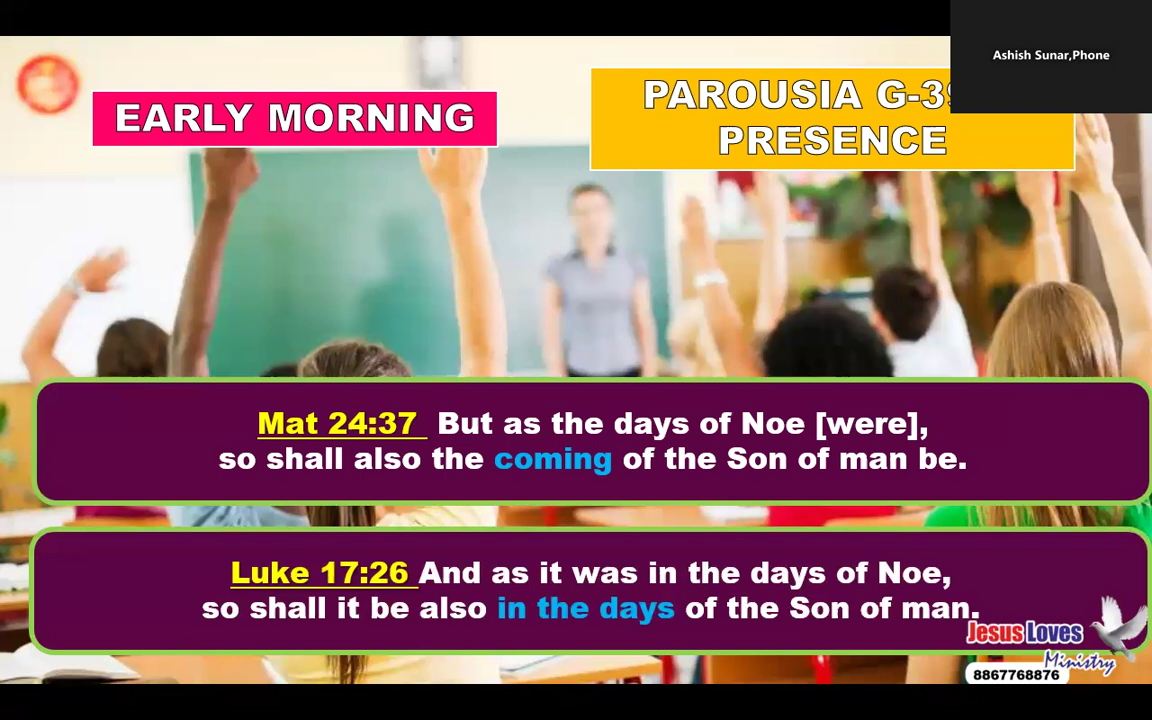 Ashish Sunar,Phone
EARLY MORNING
PAROUSIA
PRESENCE
Mat 24:37 But as the days of Noe [were],
so shall also the coming of the Son of man be.
Luke 17:26 And as it was in the days of Noe,
so shall it be also in the days of the Son of man.
Jesus Loves
Ministry
8867768876